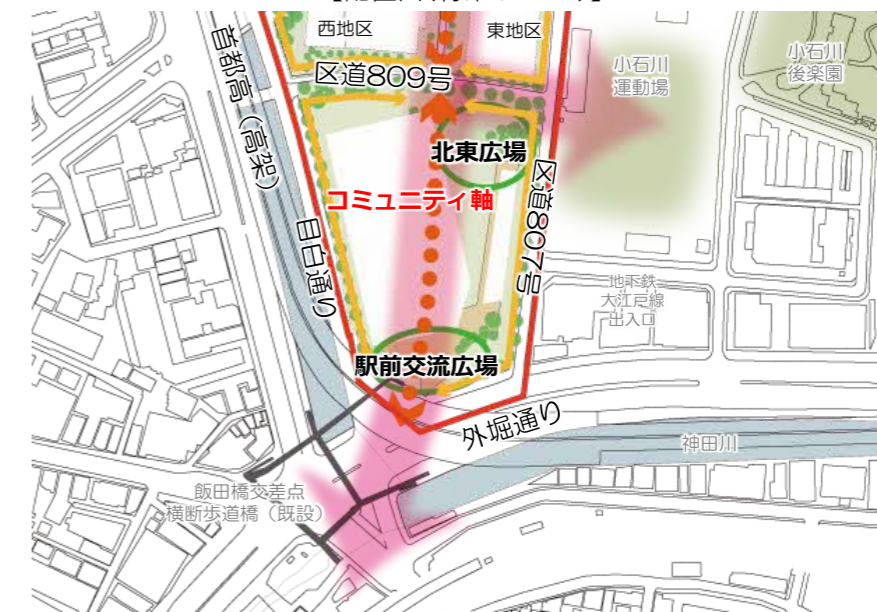 西地区
東地区
首都高（高架）
区道809号
小石川
運動場
小石川
後楽園
北東広場
コミュニティ軸
区道807号
目白通り
地下鉄
大江戸線
出入口
駅前交流広場
外堀通り
神田川
飯田橋交差点
横断歩道橋（既設）